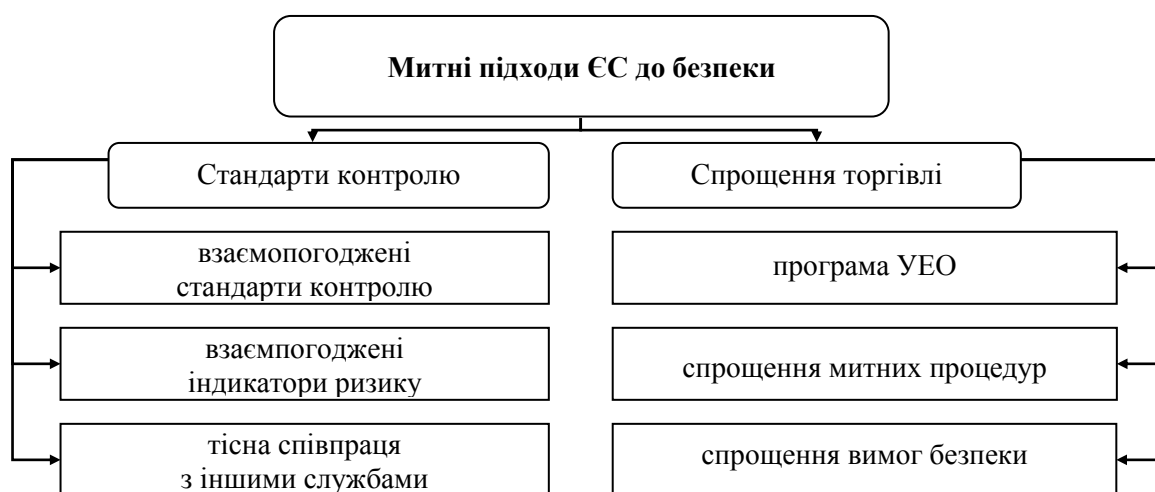 Митні підходи ЄС до безпеки
Стандарти контролю
взаємопогоджені
стандарти контролю
взаємпогоджені
індикатори ризику
тісна співпраця
з іншими службами
Спрощення торгівлі
програма УЕО
спрощення митних процедур
спрощення вимог безпеки